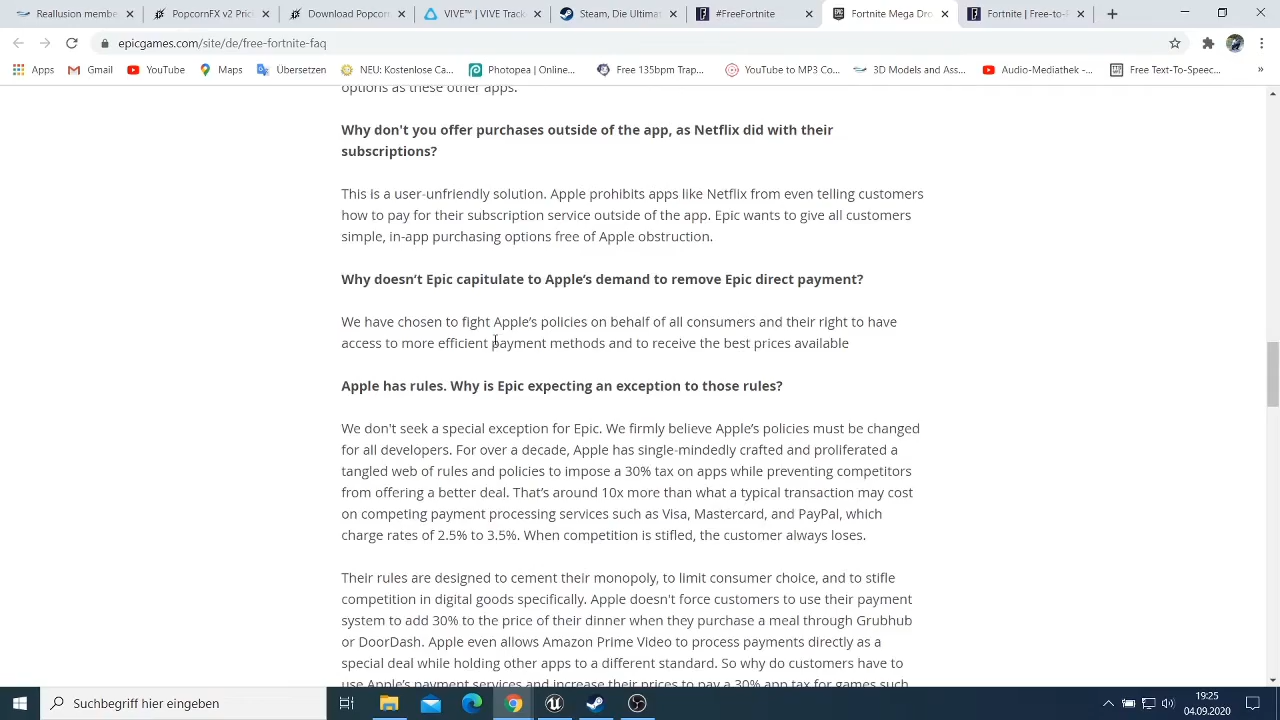 Reallusion membe
PopcornFX v2 Pric
Download Popcorn
VIVE™ | VIVE Track
Steam, Die Ultima
#FreeFortnite
Fortnite Mega Dro
Fortnite | Free-to-P
epicgames.com/site/de/free-fortnite-faq
Apps
Gmail
YouTube
Maps
Übersetzen
NEU: Kostenlose Ca...
Photopea | Online...
Free 135bpm Trap...
YouTube to MP3 Co...
3D Models and Ass...
Audio-Mediathek -...
Free Text-To-Speec...
»
options as these other apps.
Why don't you offer purchases outside of the app, as Netflix did with their
subscriptions?
This is a user-unfriendly solution. Apple prohibits apps like Netflix from even telling customers
how to pay for their subscription service outside of the app. Epic wants to give all customers
simple, in-app purchasing options free of Apple obstruction.
Why doesn’t Epic capitulate to Apple’s demand to remove Epic direct payment?
We have chosen to fight Apple’s policies on behalf of all consumers and their right to have
access to more efficient payment methods and to receive the best prices available
Apple has rules. Why is Epic expecting an exception to those rules?
We don't seek a special exception for Epic. We firmly believe Apple’s policies must be changed
for all developers. For over a decade, Apple has single-mindedly crafted and proliferated a
tangled web of rules and policies to impose a 30% tax on apps while preventing competitors
from offering a better deal. That’s around 10x more than what a typical transaction may cost
on competing payment processing services such as Visa, Mastercard, and PayPal, which
charge rates of 2.5% to 3.5%. When competition is stifled, the customer always loses.
Their rules are designed to cement their monopoly, to limit consumer choice, and to stifle
competition in digital goods specifically. Apple doesn't force customers to use their payment
system to add 30% to the price of their dinner when they purchase a meal through Grubhub
or DoorDash. Apple even allows Amazon Prime Video to process payments directly as a
special deal while holding other apps to a different standard. So why do customers have to
use Apple’s payment services and increase their prices to pay a 30% app tax for games such
Suchbegriff hier eingeben
19:25
04.09.2020